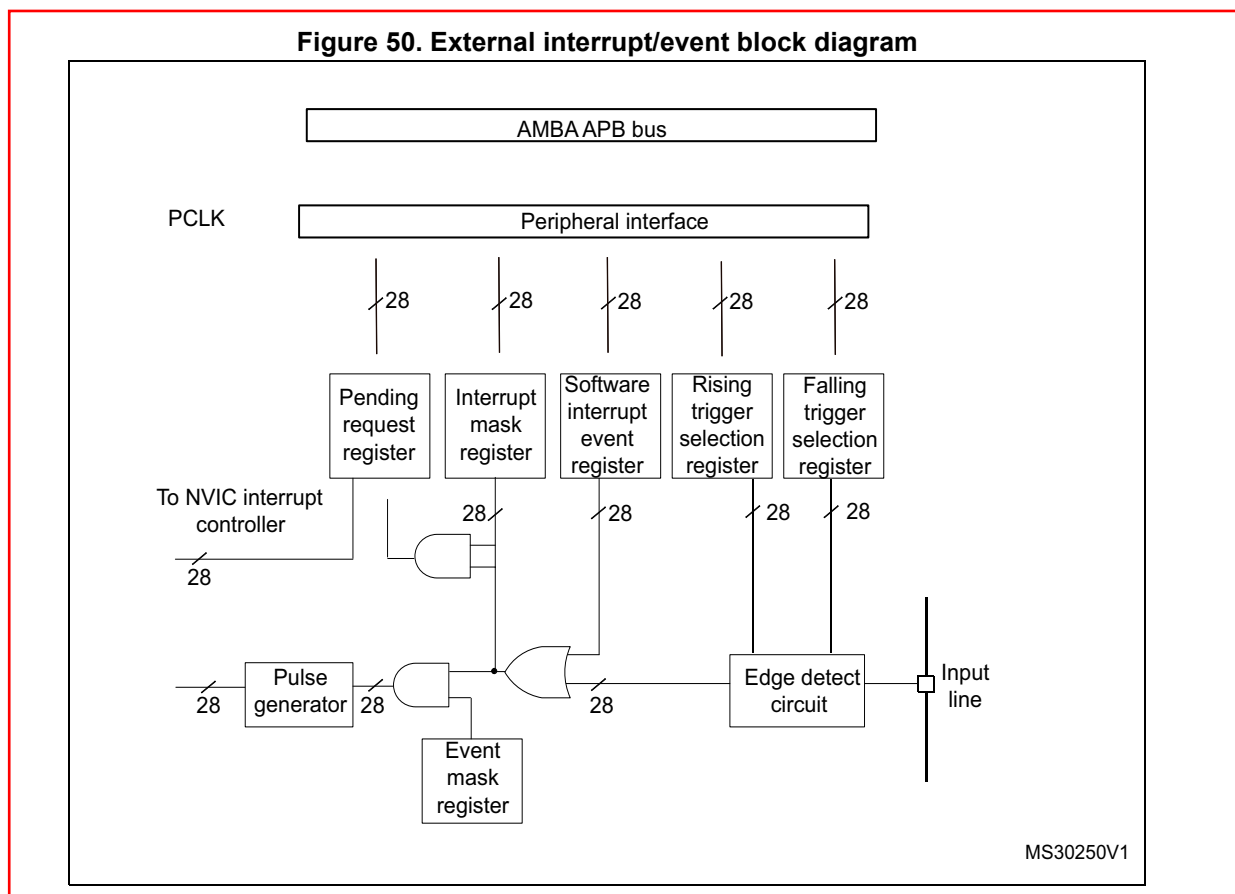 Figure 50. External interrupt/event block diagram
AMBA APB bus
PCLK
Peripheral interface
28
28
28
28
28
Pending
request
register
Interrupt
mask
register
Software
interrupt
event
register
Rising
trigger
selection
register
Falling
trigger
selection
register
To NVIC interrupt
controller
28
28
28
28
28
Pulse
generator
Edge detect
circuit
Input
line
28
28
28
Event
mask
register
MS30250V1